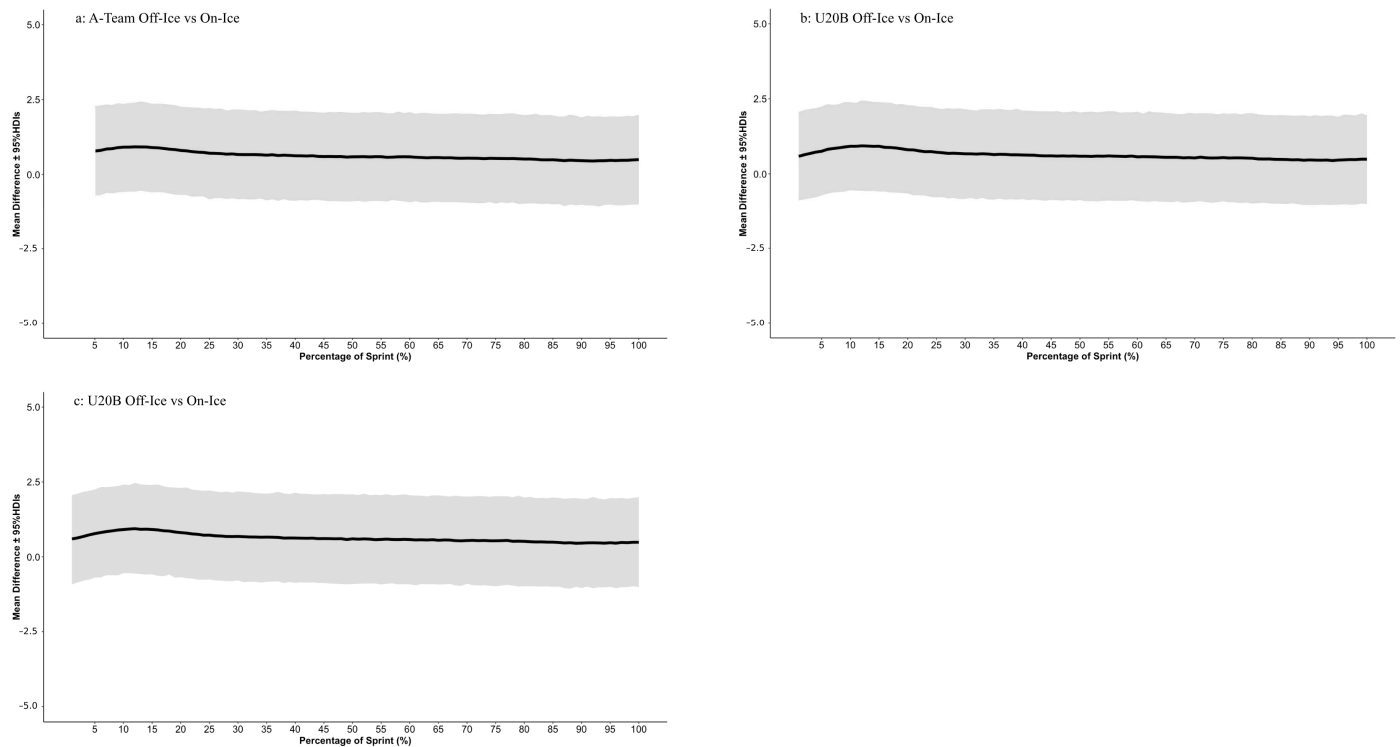 a: A-Team Off-Ice vs On-Ice
5.0
2.5
0.0
−2.5
−5.0
Mean Difference ± 95%HDIs
5 10 15 20 25 30 35 40 45 50 55 60 65 70 75 80 85 90 95 100
Percentage of Sprint (%)
b: U20B Off-Ice vs On-Ice
5.0
2.5
0.0
−2.5
−5.0
Mean Difference ± 95%HDIs
5 10 15 20 25 30 35 40 45 50 55 60 65 70 75 80 85 90 95 100
Percentage of Sprint (%)
c: U20B Off-Ice vs On-Ice
5.0
2.5
0.0
−2.5
−5.0
Mean Difference ± 95%HDIs
5 10 15 20 25 30 35 40 45 50 55 60 65 70 75 80 85 90 95 100
Percentage of Sprint (%)